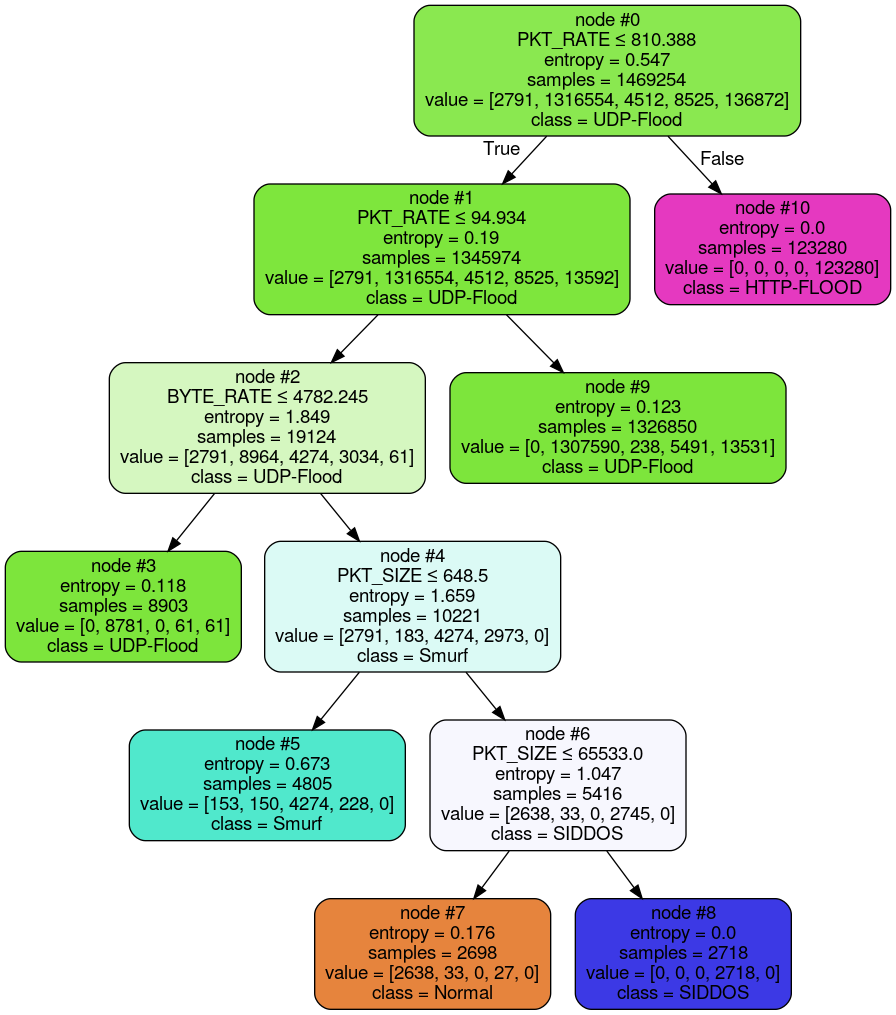 node #0
PKT_RATE ≤ 810.388
entropy = 0.547
samples = 1469254
value = [2791, 1316554, 4512, 8525, 136872]
class = UDP-Flood
True
False
node #1
PKT_RATE ≤ 94.934
entropy = 0.19
samples = 1345974
value = [2791, 1316554, 4512, 8525, 13592]
class = UDP-Flood
node #10
entropy = 0.0
samples = 123280
value = [0, 0, 0, 0, 123280]
class = HTTP-FLOOD
node #2
BYTE_RATE ≤ 4782.245
entropy = 1.849
samples = 19124
value = [2791, 8964, 4274, 3034, 61]
class = UDP-Flood
node #9
entropy = 0.123
samples = 1326850
value = [0, 1307590, 238, 5491, 13531]
class = UDP-Flood
node #3
entropy = 0.118
samples = 8903
value = [0, 8781, 0, 61, 61]
class = UDP-Flood
node #4
PKT_SIZE ≤ 648.5
entropy = 1.659
samples = 10221
value = [2791, 183, 4274, 2973, 0]
class = Smurf
node #5
entropy = 0.673
samples = 4805
value = [153, 150, 4274, 228, 0]
class = Smurf
node #6
PKT_SIZE ≤ 65533.0
entropy = 1.047
samples = 5416
value = [2638, 33, 0, 2745, 0]
class = SIDDOS
node #7
entropy = 0.176
samples = 2698
value = [2638, 33, 0, 27, 0]
class = Normal
node #8
entropy = 0.0
samples = 2718
value = [0, 0, 0, 2718, 0]
class = SIDDOS